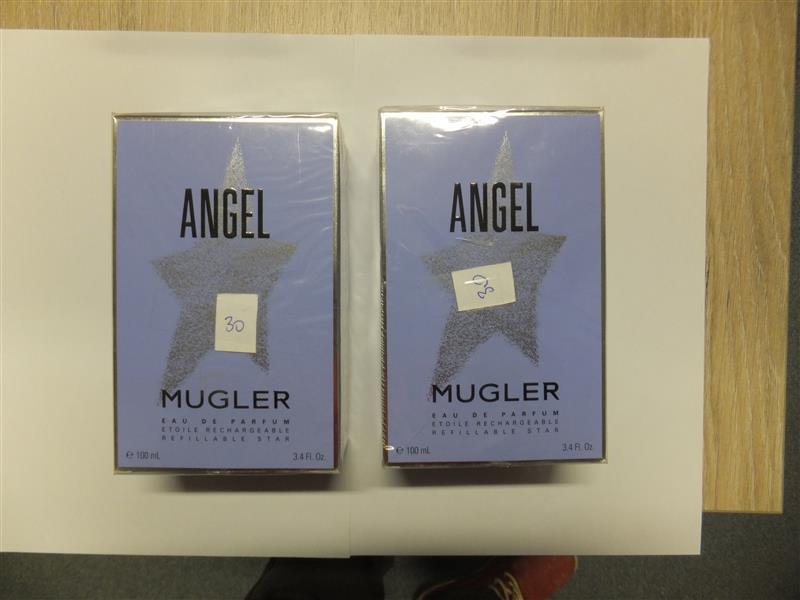 ANGEL
30
MUGLER
EAU DE PARFUM
ETOILE RECHARGEABLE
REFILLABLE STAR
e 100 mL 3.4 Fl. Oz.
ANGEL
30
MUGLER
EAU DE PARFUM
ETOILE RECHARGEABLE
REFILLABLE STAR
e 100 mL 3.4 Fl. Oz.